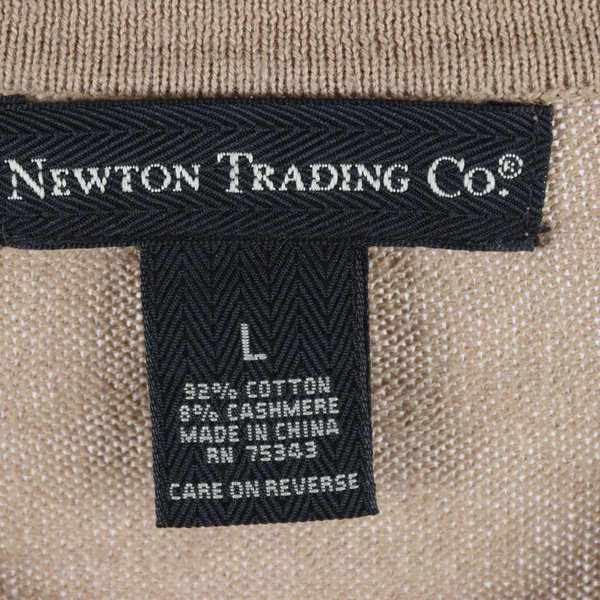 NEWTON TRADING CO.®
L
92% COTTON
8% CASHMERE
MADE IN CHINA
RN 75343
CARE ON REVERSE